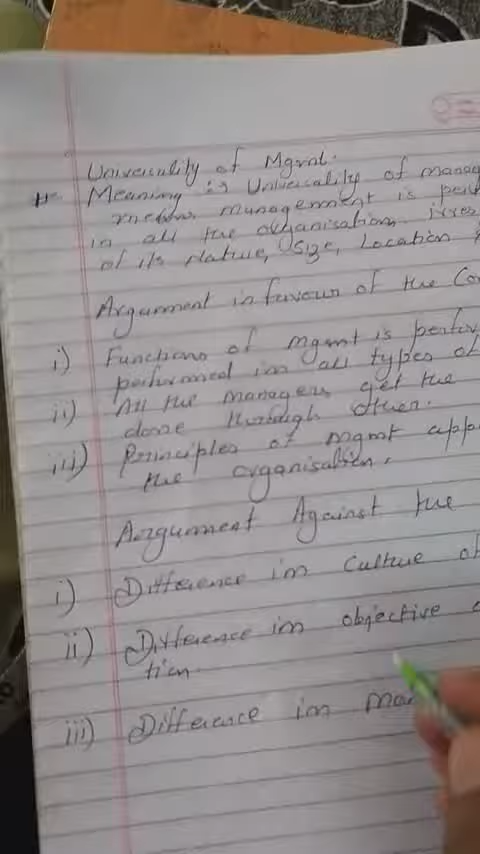 Universality of Mgmt.
Meaning :- Universality of manag
means management is per
in all the organisation irres
of its Nature, Size, Location
Argument in favour of the Co
i) Functions of Mgmt is perfor
performed in all types of
ii) All the managers get the
done through other.
iii) Principles of mgmt app
the organisation.
Argument Against the
i) Difference in Culture of
ii) Difference in objective
tion.
iii) Difference in Ma